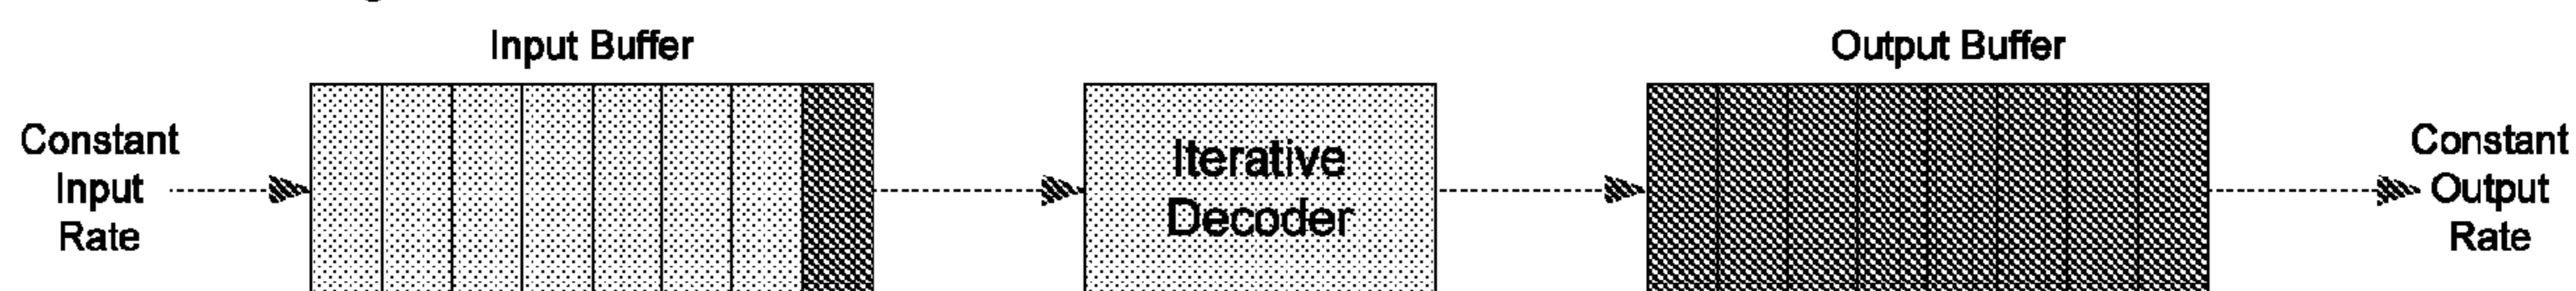 Input Buffer
Output Buffer
Constant
Input
Rate
Iterative
Decoder
Constant
Output
Rate